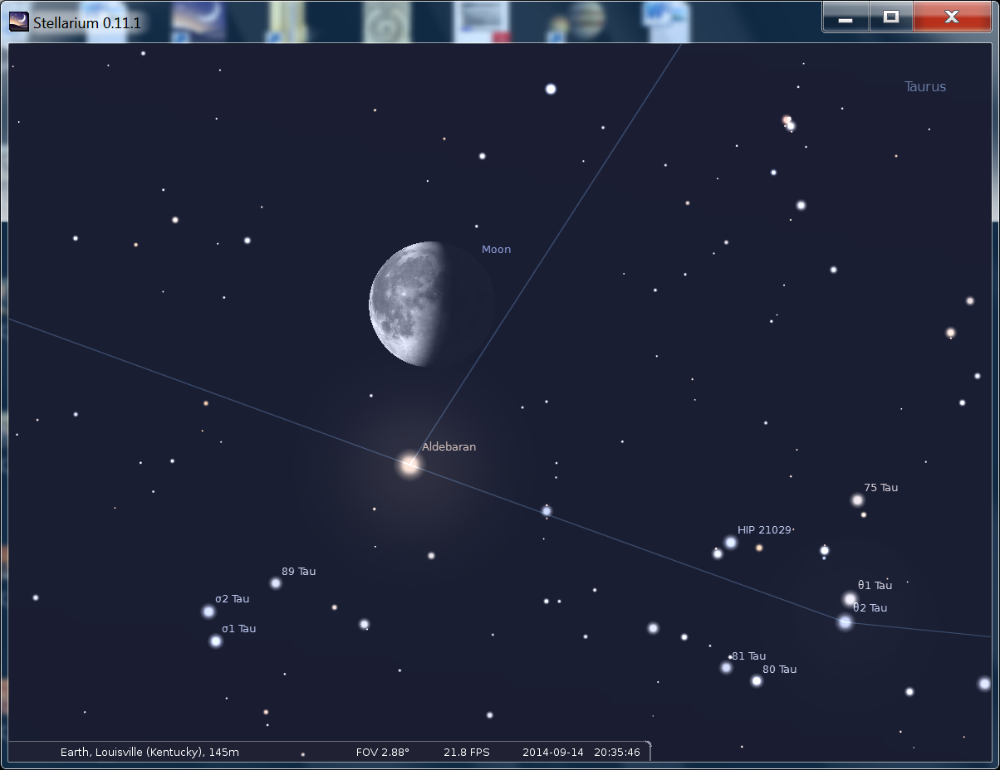 Stellarium 0.11.1
Taurus
Moon
Aldebaran
75 Tau
HIP 21029
89 Tau
θ1 Tau
σ2 Tau
θ2 Tau
σ1 Tau
81 Tau
80 Tau
Earth, Louisville (Kentucky), 145m FOV 2.88° 21.8 FPS 2014-09-14 20:35:46